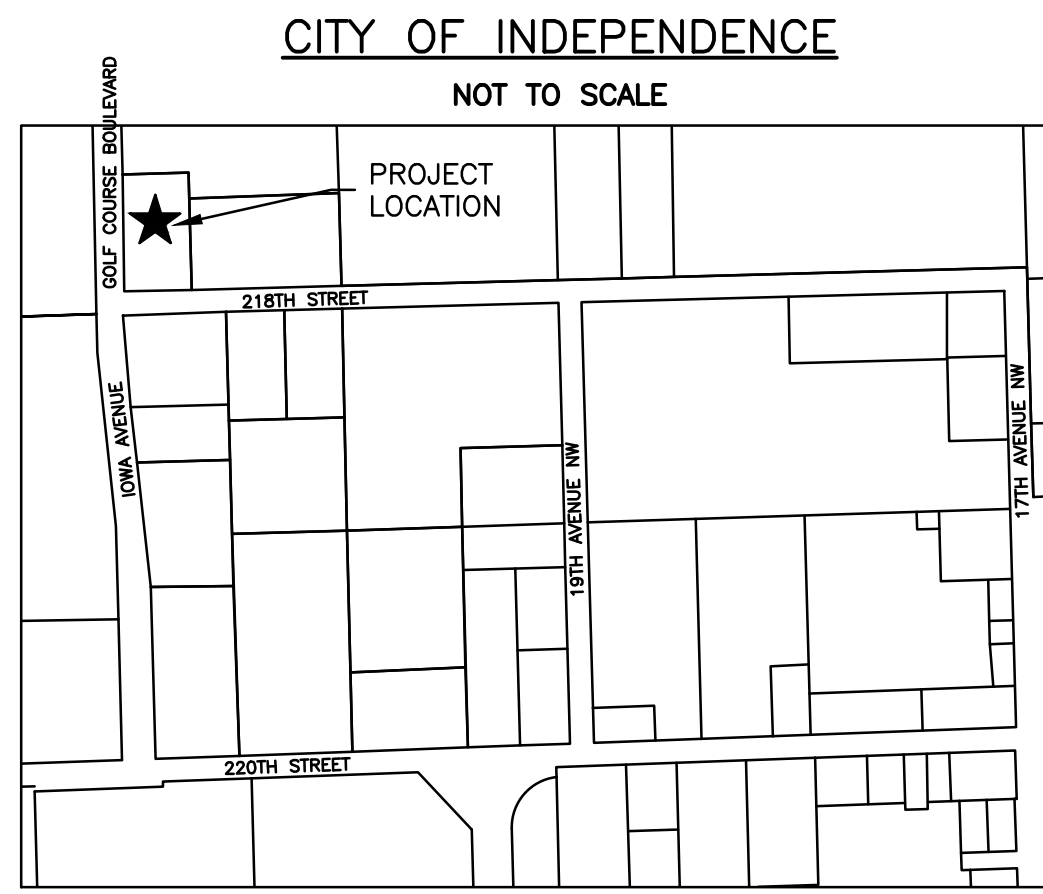 CITY OF INDEPENDENCE
NOT TO SCALE
GOLF COURSE BOULEVARD
PROJECT
LOCATION
218TH STREET
IOWA AVENUE
19TH AVENUE NW
17TH AVENUE NW
220TH STREET